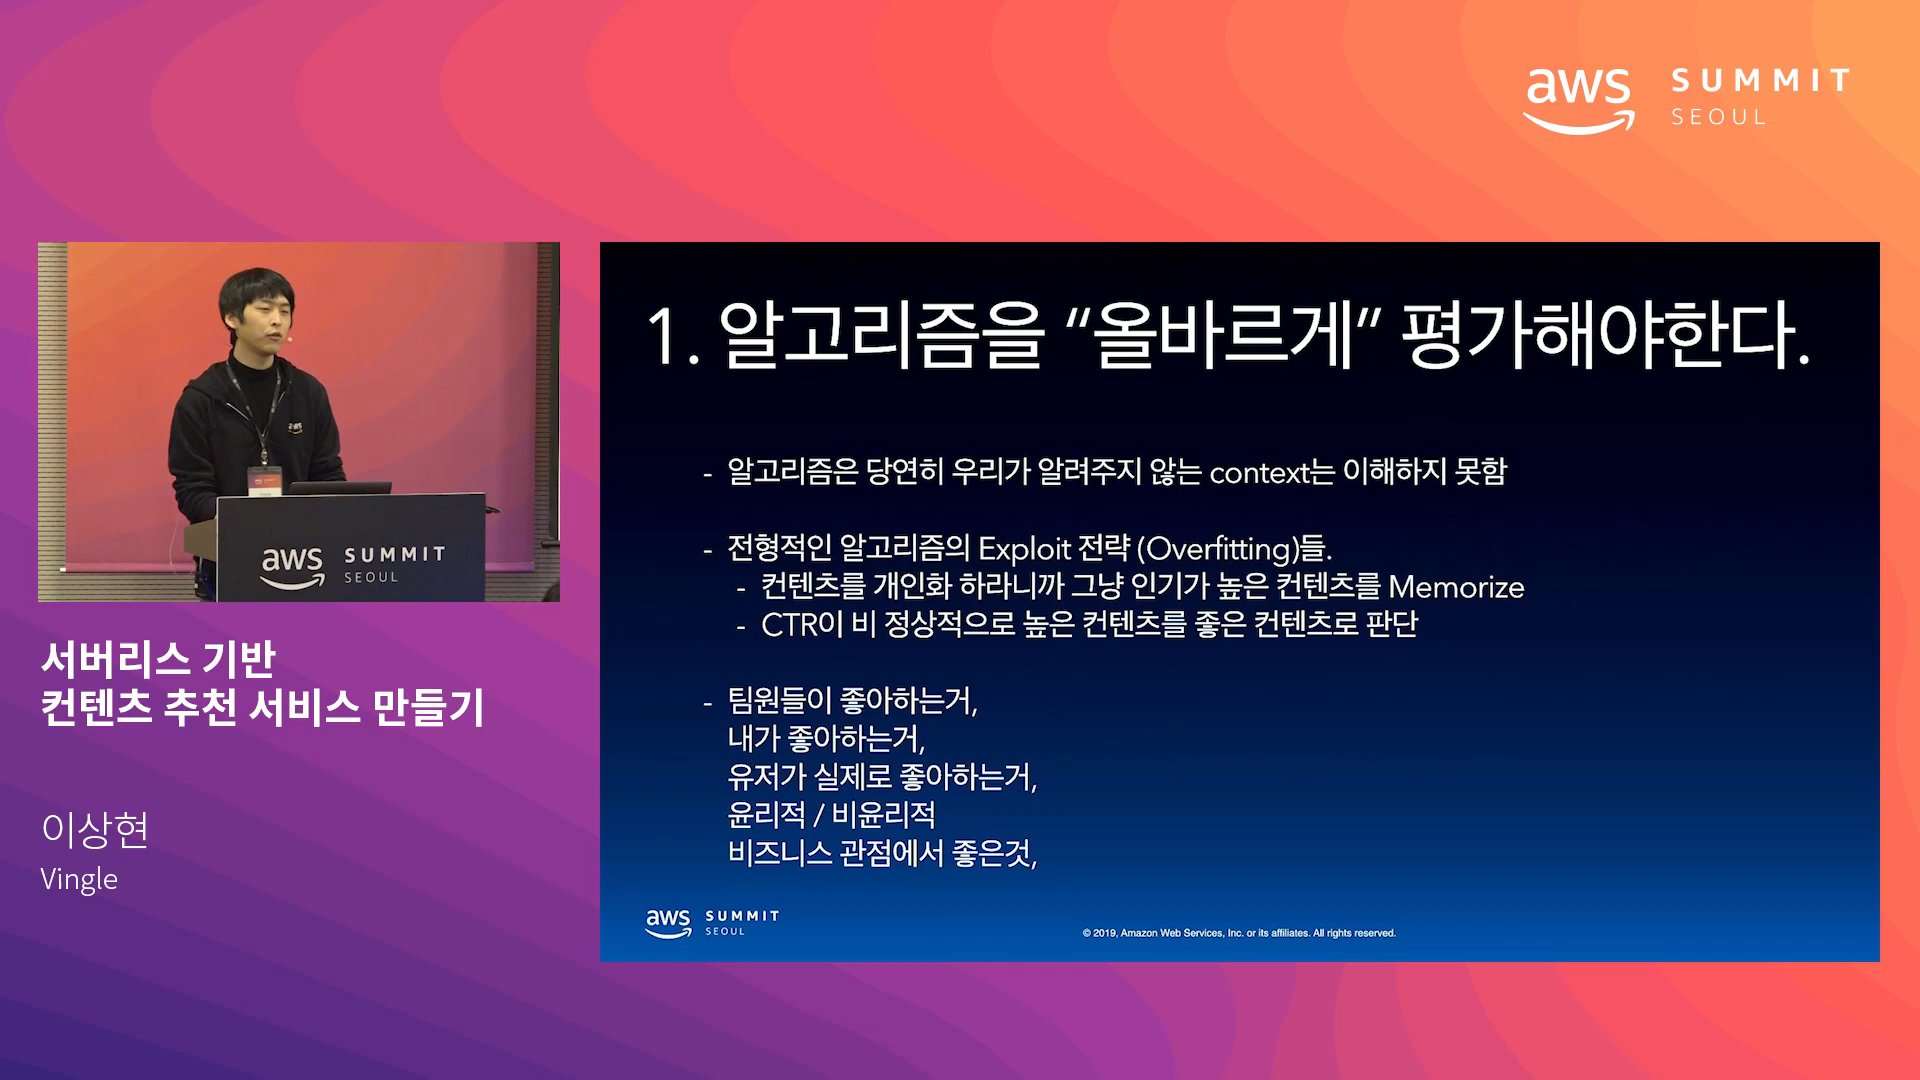 aws SUMMIT
SEOUL
aws
aws SUMMIT
SEOUL
서버리스 기반
컨텐츠 추천 서비스 만들기
이상현
Vingle
1. 알고리즘을 “올바르게” 평가해야한다.
- 알고리즘은 당연히 우리가 알려주지 않는 context는 이해하지 못함
- 전형적인 알고리즘의 Exploit 전략 (Overfitting)들.
- 컨텐츠를 개인화 하라니까 그냥 인기가 높은 컨텐츠를 Memorize
- CTR이 비 정상적으로 높은 컨텐츠를 좋은 컨텐츠로 판단
- 팀원들이 좋아하는거,
내가 좋아하는거,
유저가 실제로 좋아하는거,
윤리적 / 비윤리적
비즈니스 관점에서 좋은것,
aws SUMMIT
SEOUL
© 2019, Amazon Web Services, Inc. or its affiliates. All rights reserved.